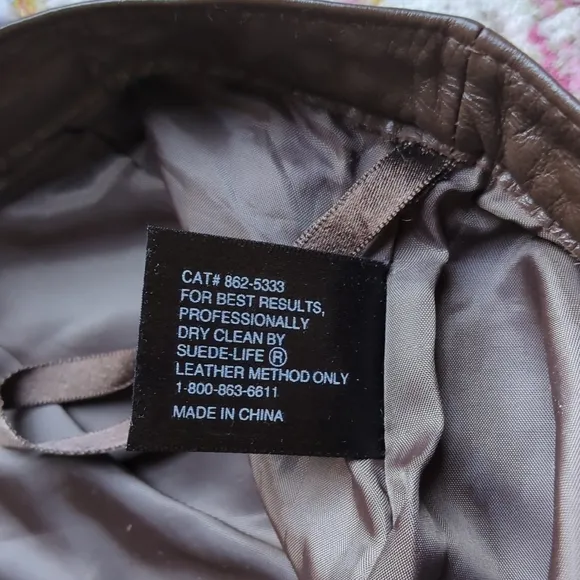 CAT# 862-5333
FOR BEST RESULTS,
PROFESSIONALLY
DRY CLEAN BY
SUEDE-LIFE ®
LEATHER METHOD ONLY
1-800-863-6611
MADE IN CHINA